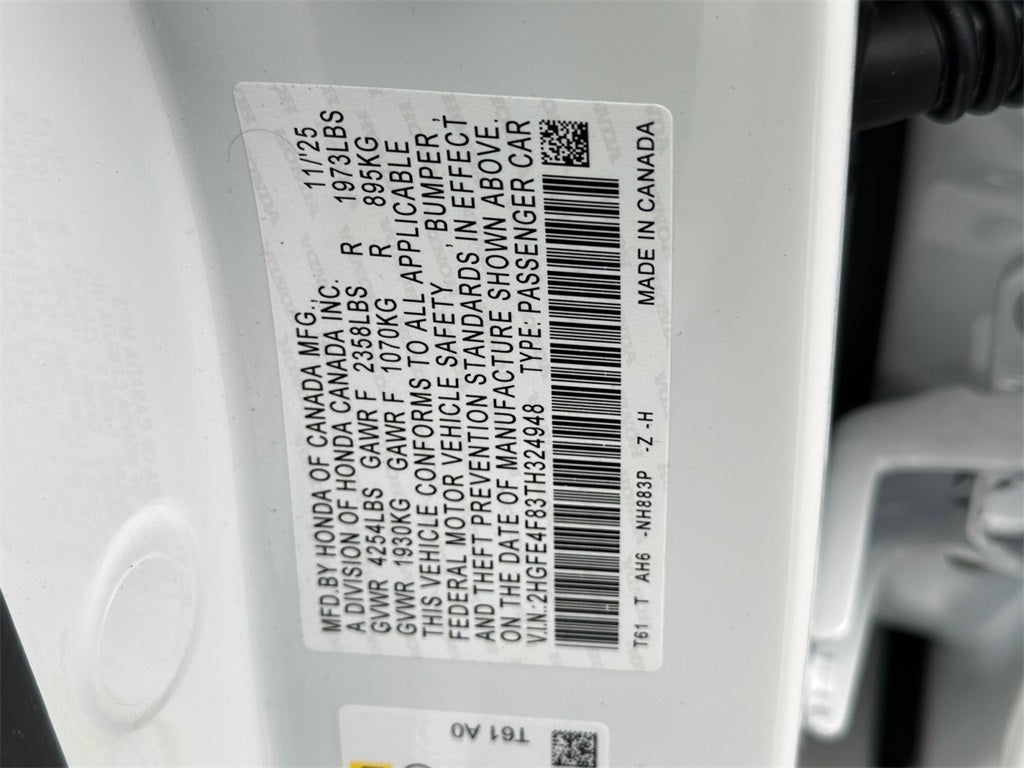 MFD.BY HONDA OF CANADA MFG., 11/'25
A DIVISION OF HONDA CANADA INC.
GVWR 4254LBS GAWR F 2358LBS R 1973LBS
GVWR 1930KG GAWR F 1070KG R 895KG
THIS VEHICLE CONFORMS TO ALL APPLICABLE
FEDERAL MOTOR VEHICLE SAFETY, BUMPER,
AND THEFT PREVENTION STANDARDS IN EFFECT
ON THE DATE OF MANUFACTURE SHOWN ABOVE.
V.I.N.:2HGFE4F83TH324948 TYPE: PASSENGER CAR
T61 T AH6 -NH883P -Z -H MADE IN CANADA
T61 A0